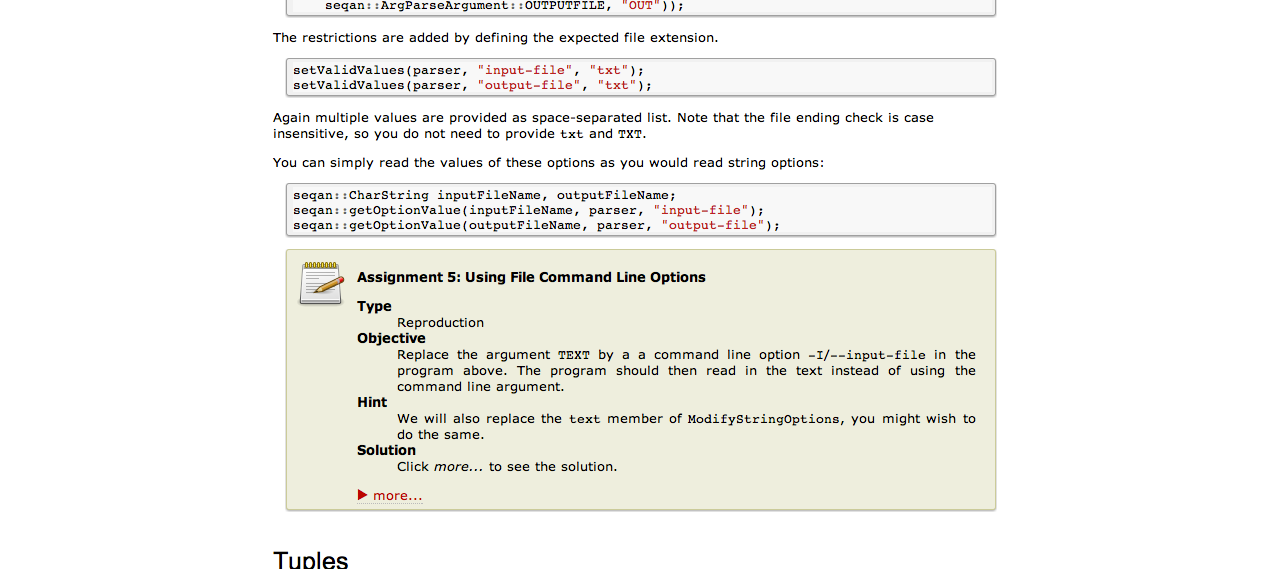 seqan::ArgParseArgument::OUTPUTFILE, "OUT"));
The restrictions are added by defining the expected file extension.
setValidValues(parser, "input-file", "txt");
setValidValues(parser, "output-file", "txt");
Again multiple values are provided as space-separated list. Note that the file ending check is case
insensitive, so you do not need to provide txt and TXT.
You can simply read the values of these options as you would read string options:
seqan::CharString inputFileName, outputFileName;
seqan::getOptionValue(inputFileName, parser, "input-file");
seqan::getOptionValue(outputFileName, parser, "output-file");
Assignment 5: Using File Command Line Options
Type
Reproduction
Objective
Replace the argument TEXT by a a command line option -I/--input-file in the
program above. The program should then read in the text instead of using the
command line argument.
Hint
We will also replace the text member of ModifyStringOptions, you might wish to
do the same.
Solution
Click more... to see the solution.
more...
Tuples